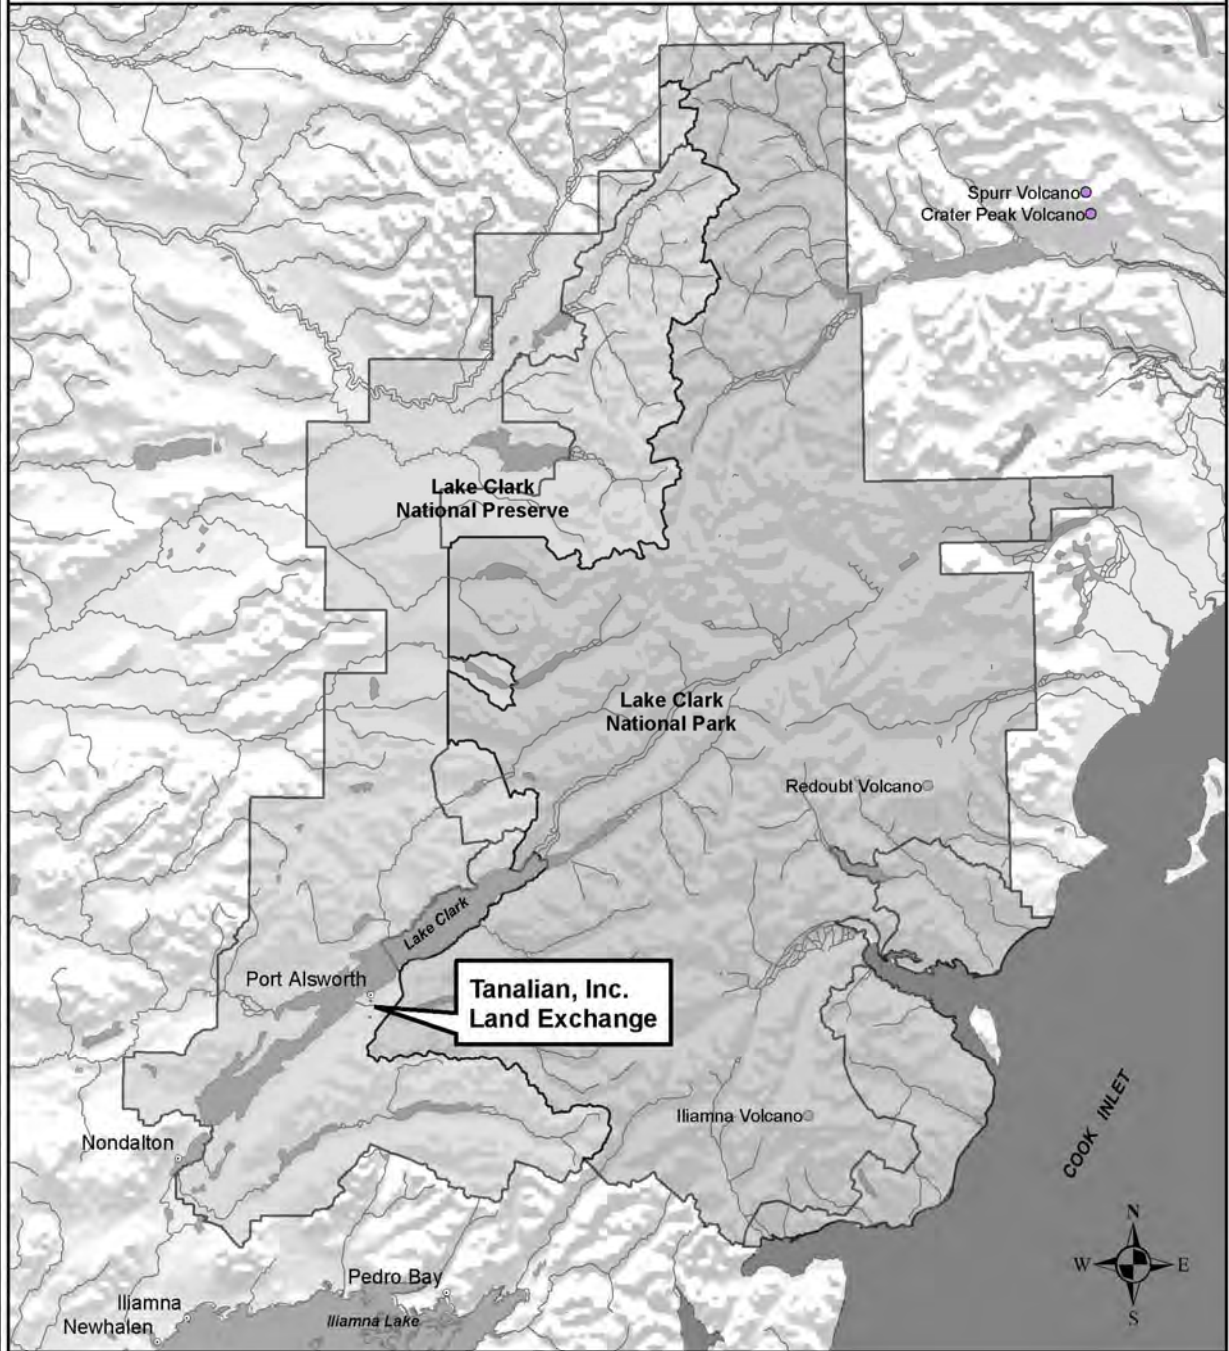 Spurr Volcano
Crater Peak Volcano
Lake Clark
National Preserve
Lake Clark
National Park
Redoubt Volcano
Lake Clark
Port Alsworth
Tanalian, Inc.
Land Exchange
Iliamna Volcano
COOK INLET
Nondalton
N
W E
S
Pedro Bay
Iliamna
Newhalen
Iliamna Lake